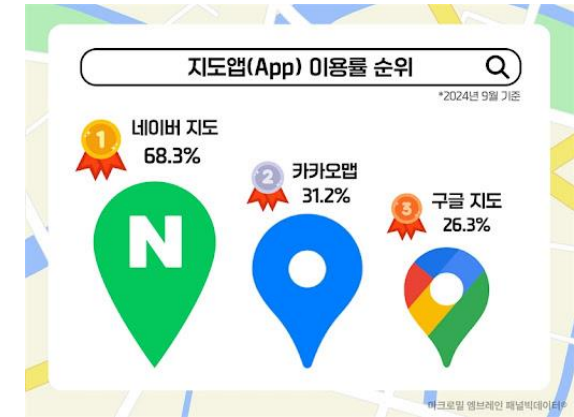 지도앱(App) 이용률 순위
*2024년 9월 기준
1
네이버 지도
68.3%
N
2
카카오맵
31.2%
3
구글 지도
26.3%
마크로밀 엠브레인 패널빅데이터®